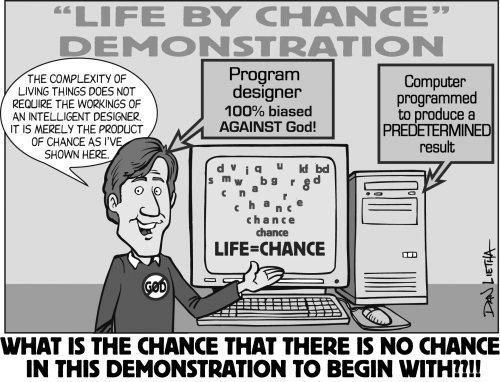 "LIFE BY CHANCE"
DEMONSTRATION
THE COMPLEXITY OF
LIVING THINGS DOES NOT
REQUIRE THE WORKINGS OF
AN INTELLIGENT DESIGNER.
IT IS MERELY THE PRODUCT
OF CHANCE AS I'VE
SHOWN HERE.
Program
designer
100% biased
AGAINST God!
Computer
programmed
to produce a
PREDETERMINED
result
d v i q u kf bd
s m w b g r e d
c n a r o
c h a n c e
chance
chance
LIFE=CHANCE
GOD
DAN LIETHA
WHAT IS THE CHANCE THAT THERE IS NO CHANCE
IN THIS DEMONSTRATION TO BEGIN WITH??!!